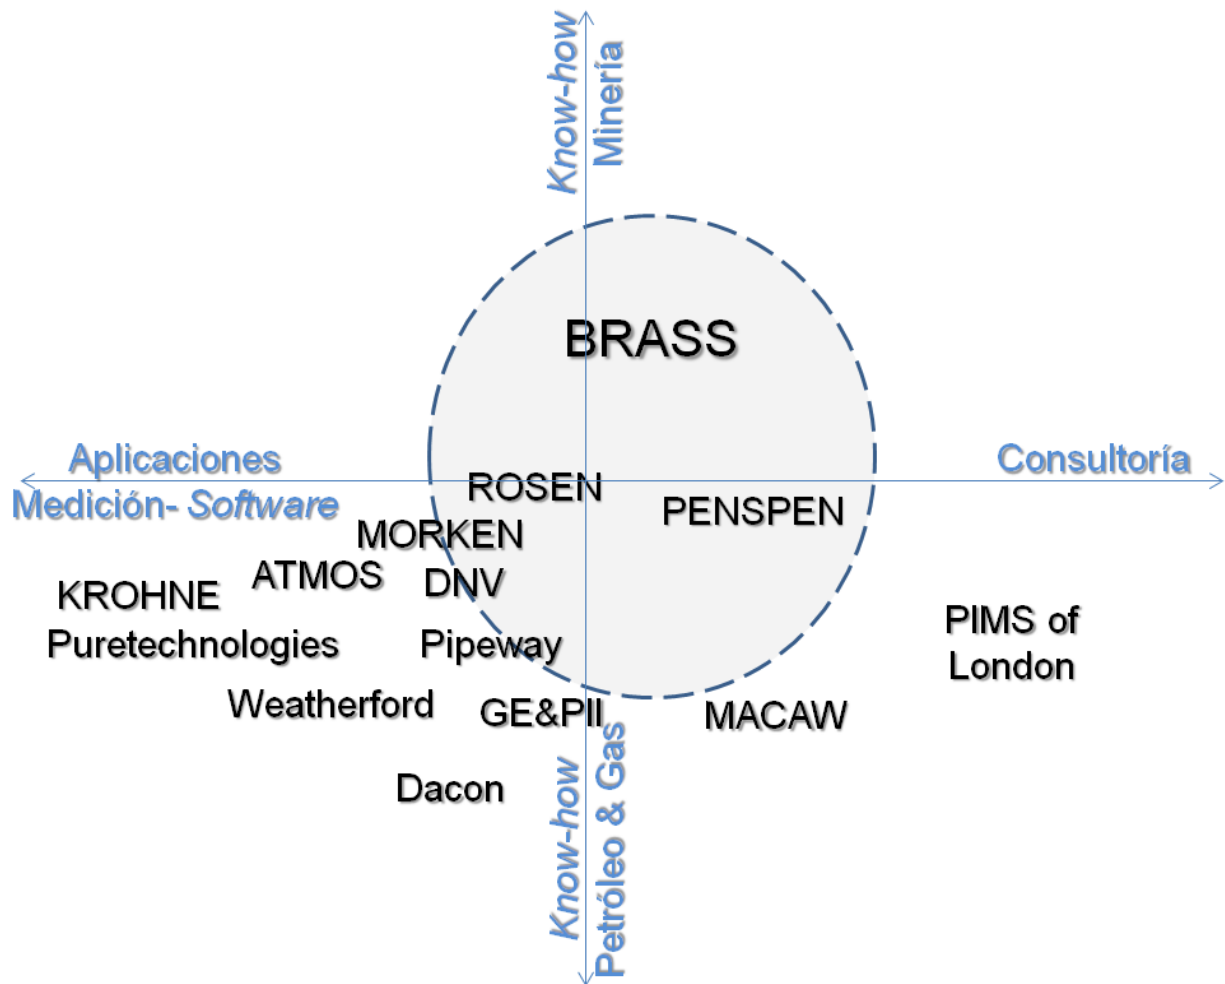 Know-how
Minería
BRASS
Aplicaciones
Medición- Software
Consultoría
ROSEN
PENSPEN
MORKEN
ATMOS
DNV
KROHNE
PIMS of
London
Puretechnologies
Pipeway
Weatherford
GE&PII
MACAW
Dacon
Know-how
Petróleo & Gas